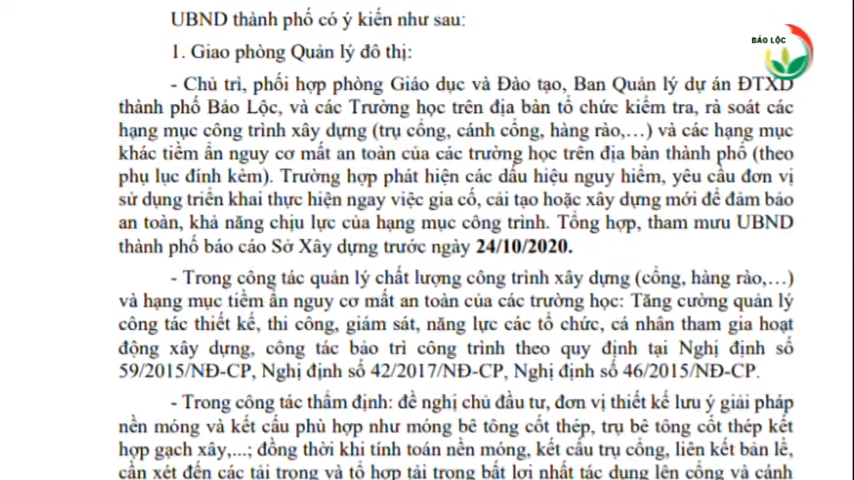 UBND thành phố có ý kiến như sau:
BẢO LỘC
1. Giao phòng Quản lý đô thị:
- Chủ trì, phối hợp phòng Giáo dục và Đào tạo, Ban Quản lý dự án ĐTXD
thành phố Bảo Lộc, và các Trường học trên địa bàn tổ chức kiểm tra, rà soát các
hạng mục công trình xây dựng (trụ cổng, cánh cổng, hàng rào,…) và các hạng mục
khác tiềm ẩn nguy cơ mất an toàn của các trường học trên địa bàn thành phố (theo
phụ lục đính kèm). Trường hợp phát hiện các dấu hiệu nguy hiểm, yêu cầu đơn vị
sử dụng triển khai thực hiện ngay việc gia cố, cải tạo hoặc xây dựng mới để đảm bảo
an toàn, khả năng chịu lực của hạng mục công trình. Tổng hợp, tham mưu UBND
thành phố báo cáo Sở Xây dựng trước ngày 24/10/2020.
- Trong công tác quản lý chất lượng công trình xây dựng (cổng, hàng rào,…)
và hạng mục tiềm ẩn nguy cơ mất an toàn của các trường học: Tăng cường quản lý
công tác thiết kế, thi công, giám sát, năng lực các tổ chức, cá nhân tham gia hoạt
động xây dựng, công tác bảo trì công trình theo quy định tại Nghị định số
59/2015/NĐ-CP, Nghị định số 42/2017/NĐ-CP, Nghị định số 46/2015/NĐ-CP.
- Trong công tác thẩm định: đề nghị chủ đầu tư, đơn vị thiết kế lưu ý giải pháp
nền móng và kết cấu phù hợp như móng bê tông cốt thép, trụ bê tông cốt thép kết
hợp gạch xây,...; đồng thời khi tính toán nền móng, kết cấu trụ cổng, liên kết bản lề,
cần xét đến các tải trọng và tổ hợp tải trọng bất lợi nhất tác dụng lên cổng và cánh